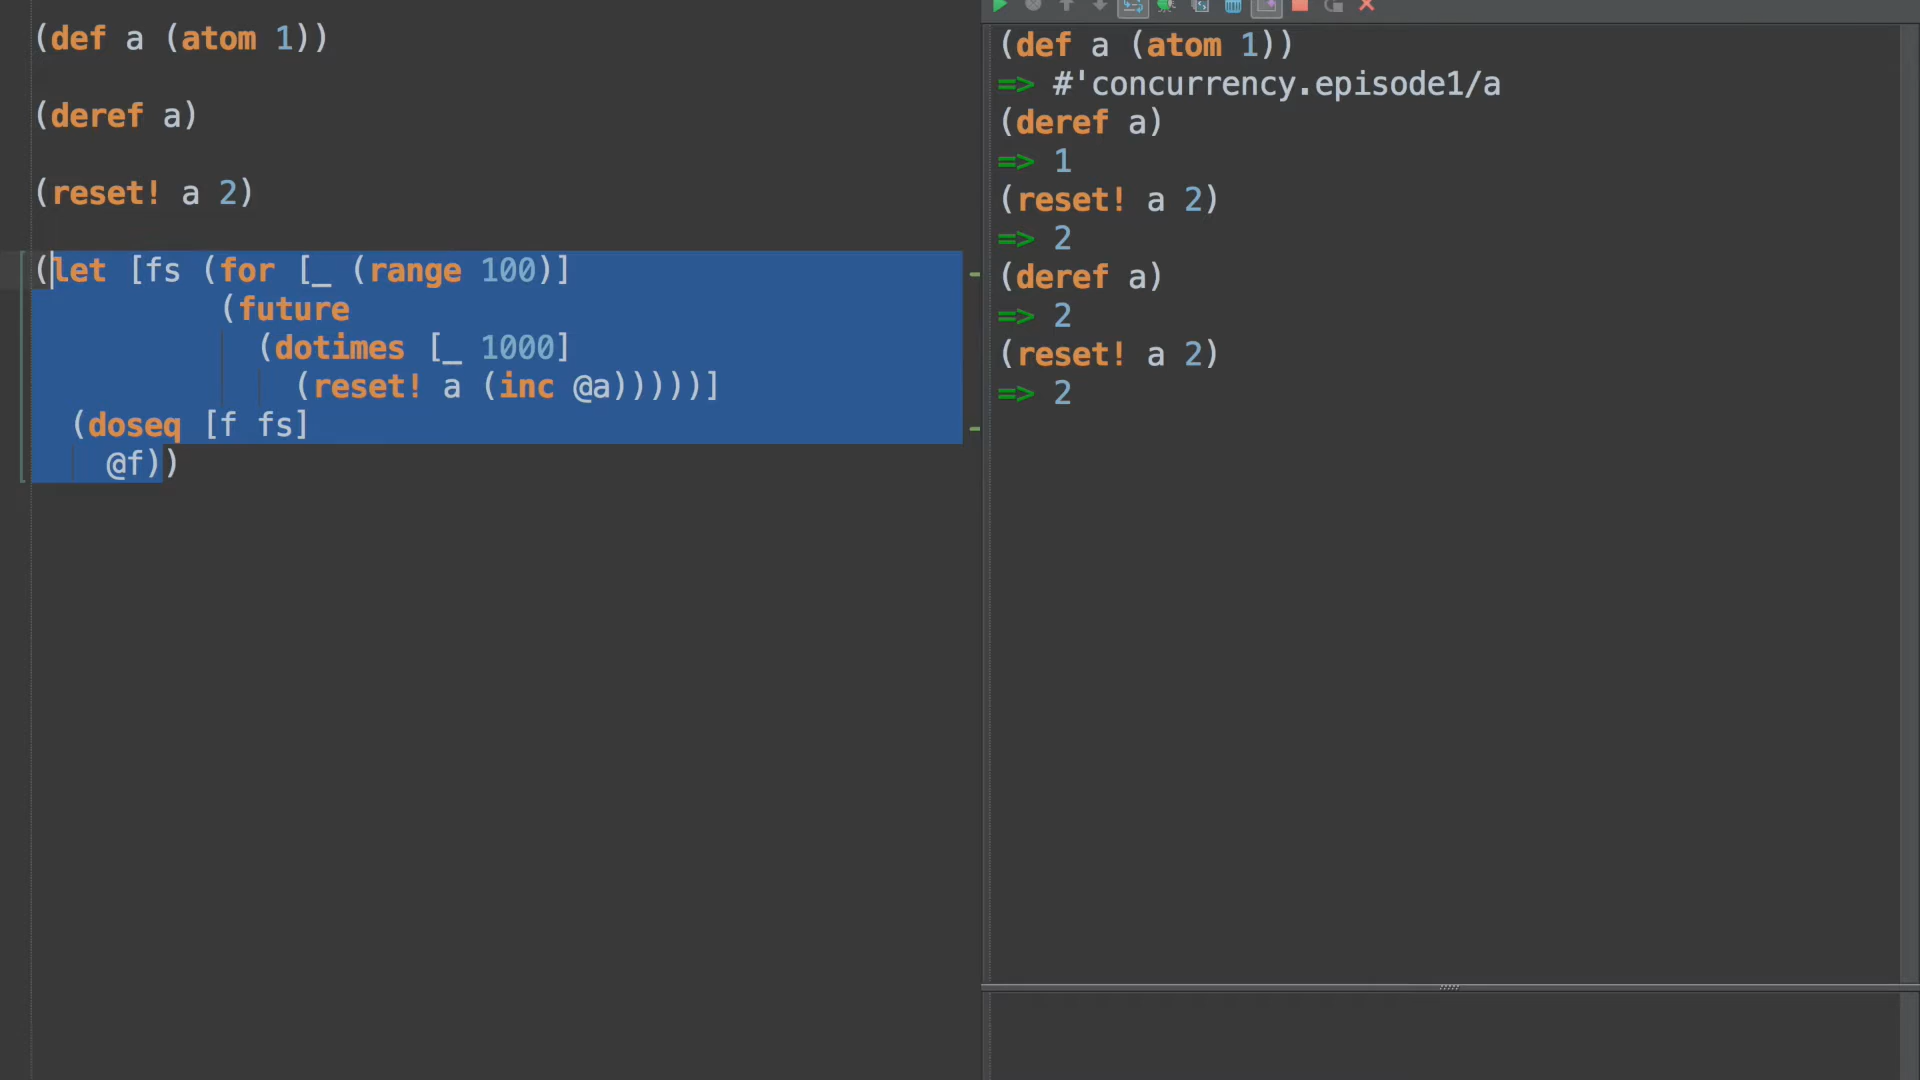 (def a (atom 1))
(deref a)
(reset! a 2)
(let [fs (for [_ (range 100)]
(future
(dotimes [_ 1000]
(reset! a (inc @a)))))]
(doseq [f fs]
@f))
(def a (atom 1))
=> #'concurrency.episode1/a
(deref a)
=> 1
(reset! a 2)
=> 2
(deref a)
=> 2
(reset! a 2)
=> 2